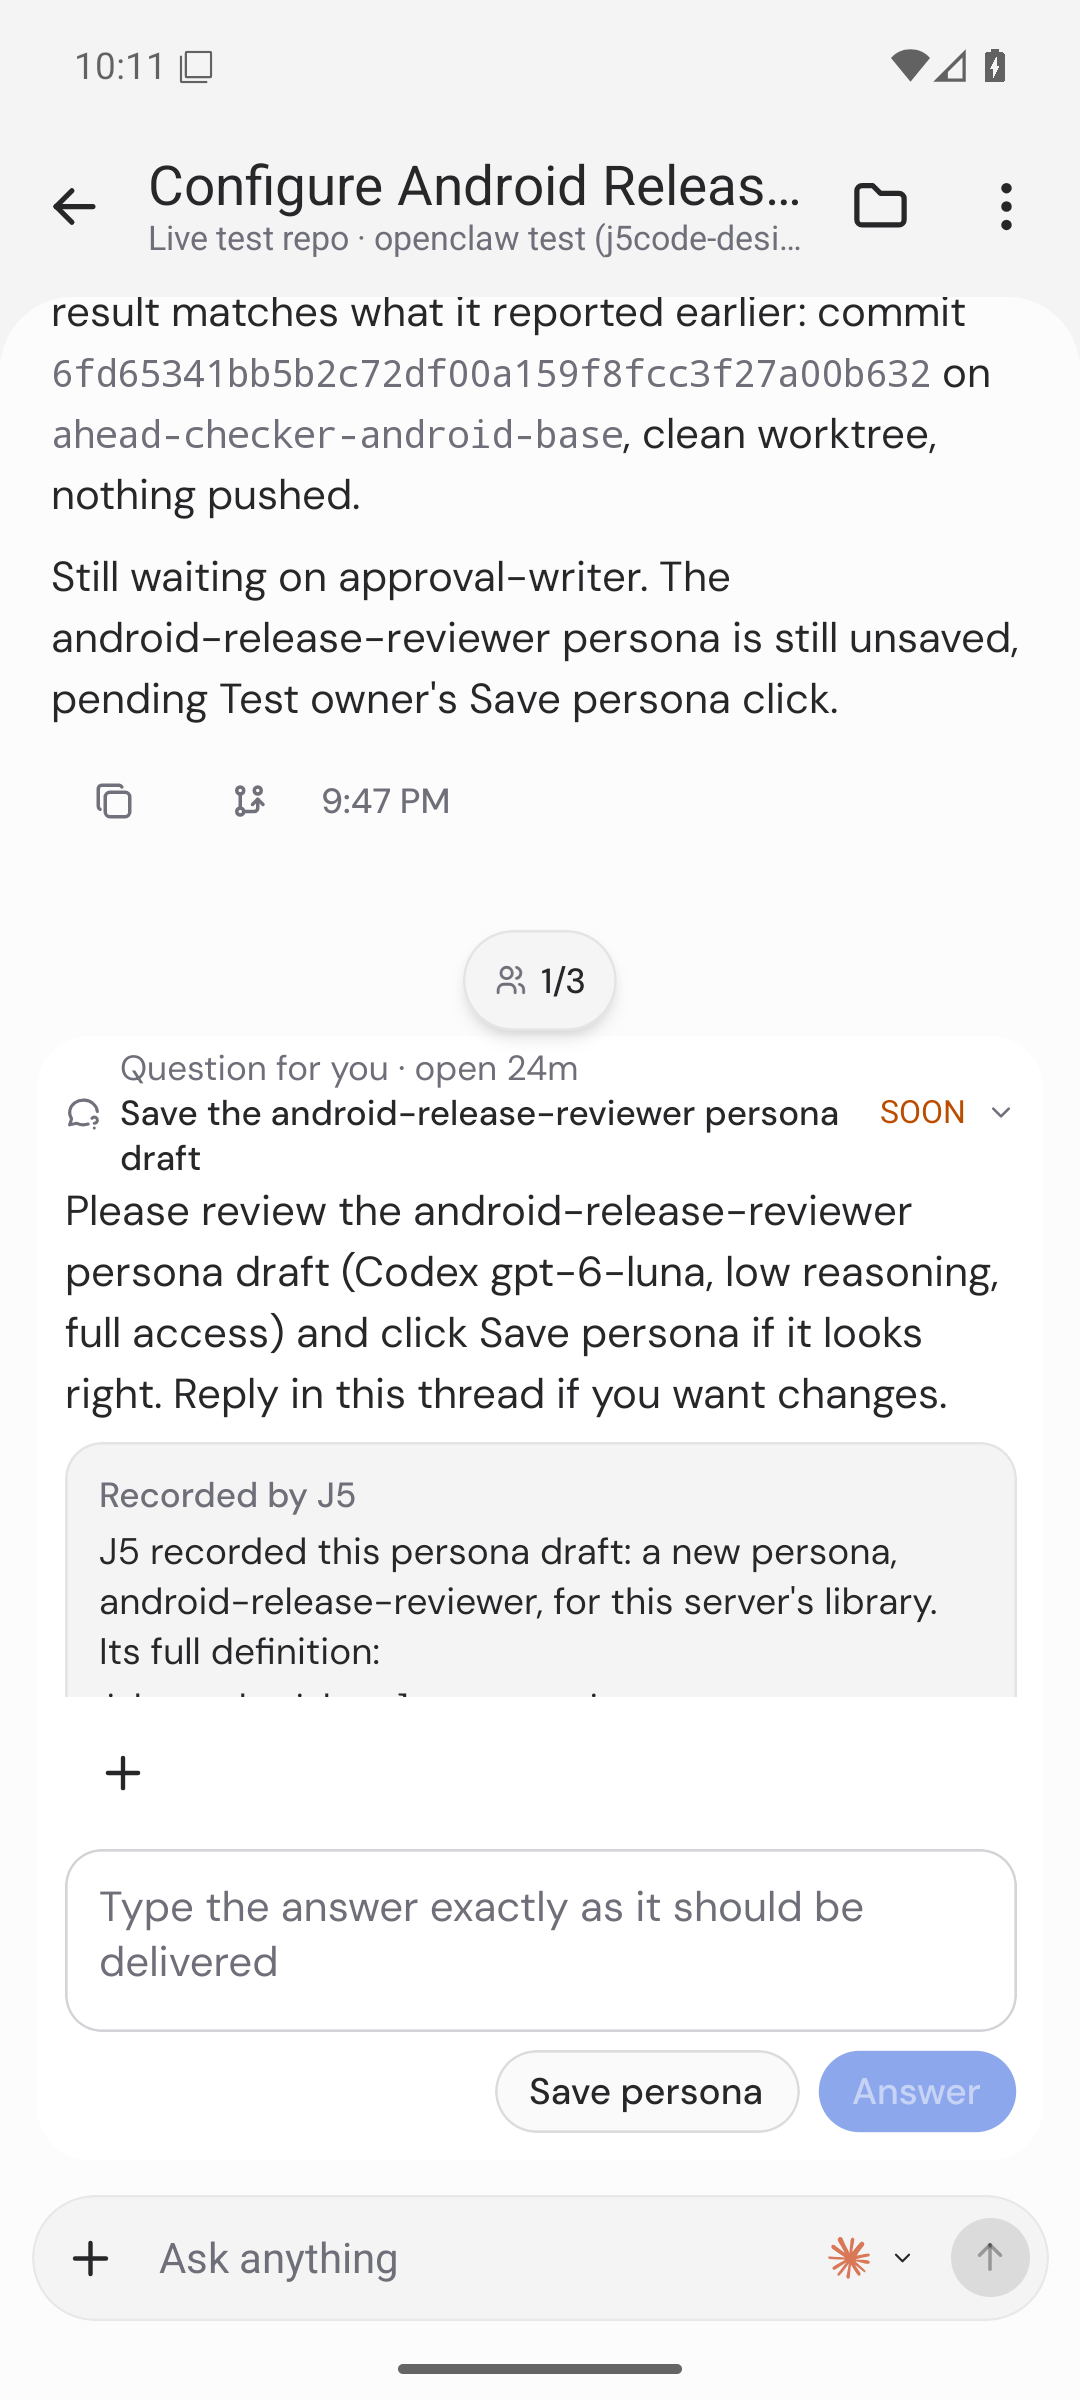 10:11
Configure Android Releas...
Live test repo · openclaw test (j5code-desi...
result matches what it reported earlier: commit
6fd65341bb5b2c72df00a159f8fcc3f27a00b632 on
ahead-checker-android-base, clean worktree,
nothing pushed.
Still waiting on approval-writer. The
android-release-reviewer persona is still unsaved,
pending Test owner's Save persona click.
9:47 PM
1/3
Question for you · open 24m
Save the android-release-reviewer persona
draft
SOON
Please review the android-release-reviewer
persona draft (Codex gpt-6-luna, low reasoning,
full access) and click Save persona if it looks
right. Reply in this thread if you want changes.
Recorded by J5
J5 recorded this persona draft: a new persona,
android-release-reviewer, for this server's library.
Its full definition:
Type the answer exactly as it should be
delivered
Save persona
Answer
Ask anything